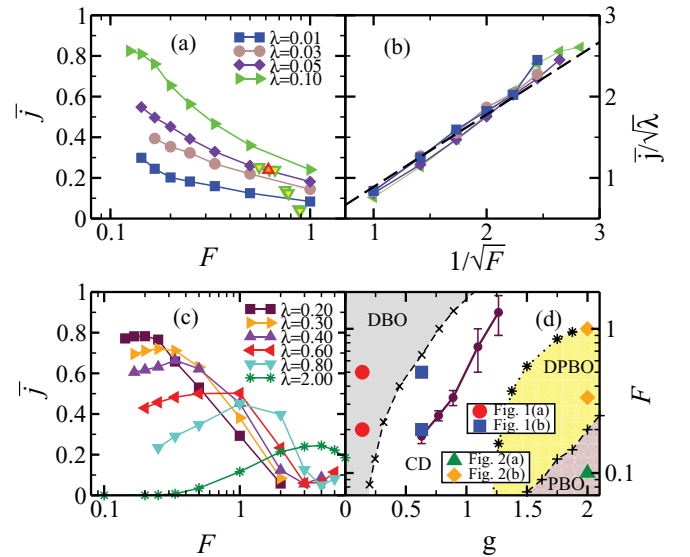 (a)
λ=0.01
λ=0.03
λ=0.05
λ=0.10
j̅
1
0.8
0.6
0.4
0.2
0
0.1
1
F
(b)
3
2
1
j̅/√λ
1
2
3
1/√F
(c)
λ=0.20
λ=0.30
λ=0.40
λ=0.60
λ=0.80
λ=2.00
j̅
1
0.8
0.6
0.4
0.2
0
0.1
1
F
(d)
DBO
CD
DPBO
PBO
Fig. 1(a)
Fig. 1(b)
Fig. 2(a)
Fig. 2(b)
1
0.1
F
0
0.5
1
1.5
2
g